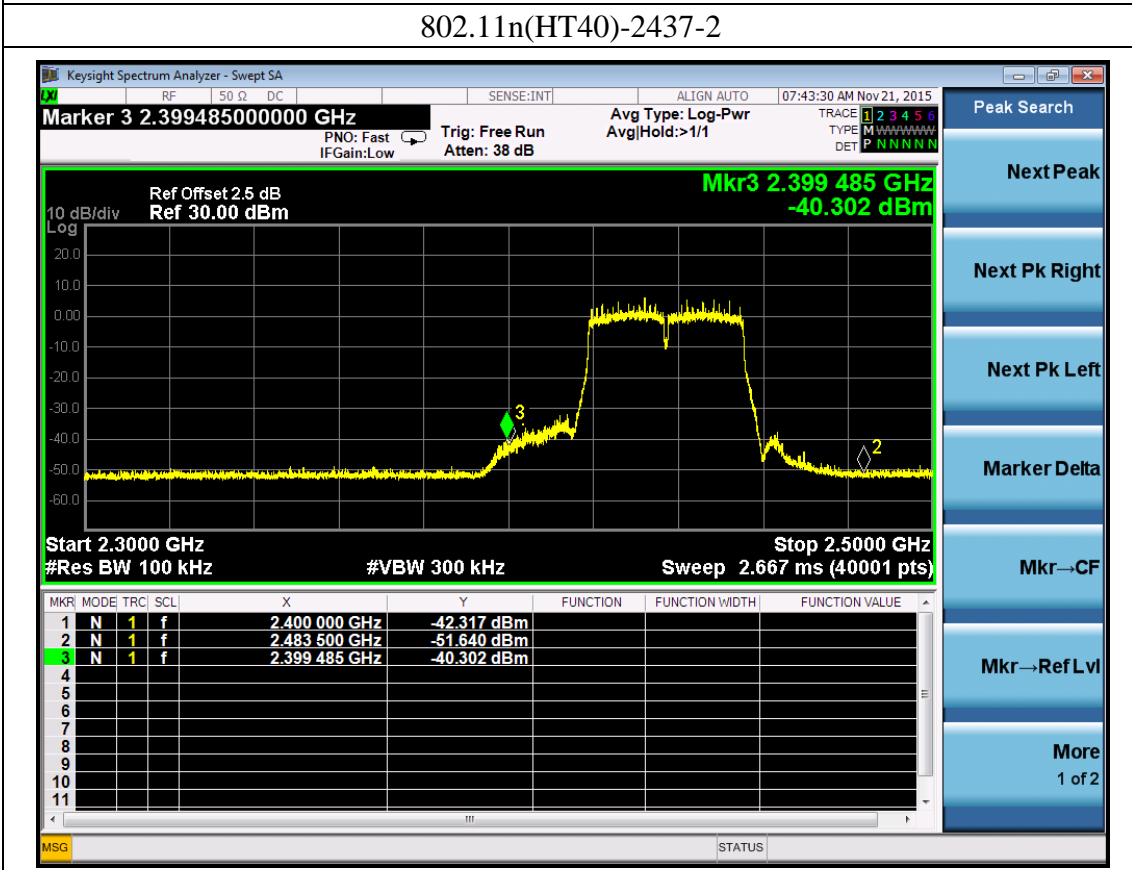 802.11n(HT40)-2437-2
Keysight Spectrum Analyzer - Swept SA
LXI RF 50 Ω DC SENSE:INT ALIGN AUTO 07:43:30 AM Nov 21, 2015
Marker 3 2.399485000000 GHz
PNO: Fast
IFGain:Low
Trig: Free Run
Atten: 38 dB
Avg Type: Log-Pwr
Avg|Hold:>1/1
TRACE 1 2 3 4 5 6
TYPE M WWWWW
DET P N N N N N
Peak Search
Mkr3 2.399 485 GHz
-40.302 dBm
Ref Offset 2.5 dB
10 dB/div Ref 30.00 dBm
Log
20.0
10.0
0.00
-10.0
-20.0
-30.0
-40.0
-50.0
-60.0
3
2
Start 2.3000 GHz Stop 2.5000 GHz
#Res BW 100 kHz #VBW 300 kHz Sweep 2.667 ms (40001 pts)
MKR MODE TRC SCL X Y FUNCTION FUNCTION WIDTH FUNCTION VALUE
1 N 1 f 2.400 000 GHz -42.317 dBm
2 N 1 f 2.483 500 GHz -51.640 dBm
3 N 1 f 2.399 485 GHz -40.302 dBm
4
5
6
7
8
9
10
11
Next Peak
Next Pk Right
Next Pk Left
Marker Delta
Mkr→CF
Mkr→Ref Lvl
More
1 of 2
MSG STATUS